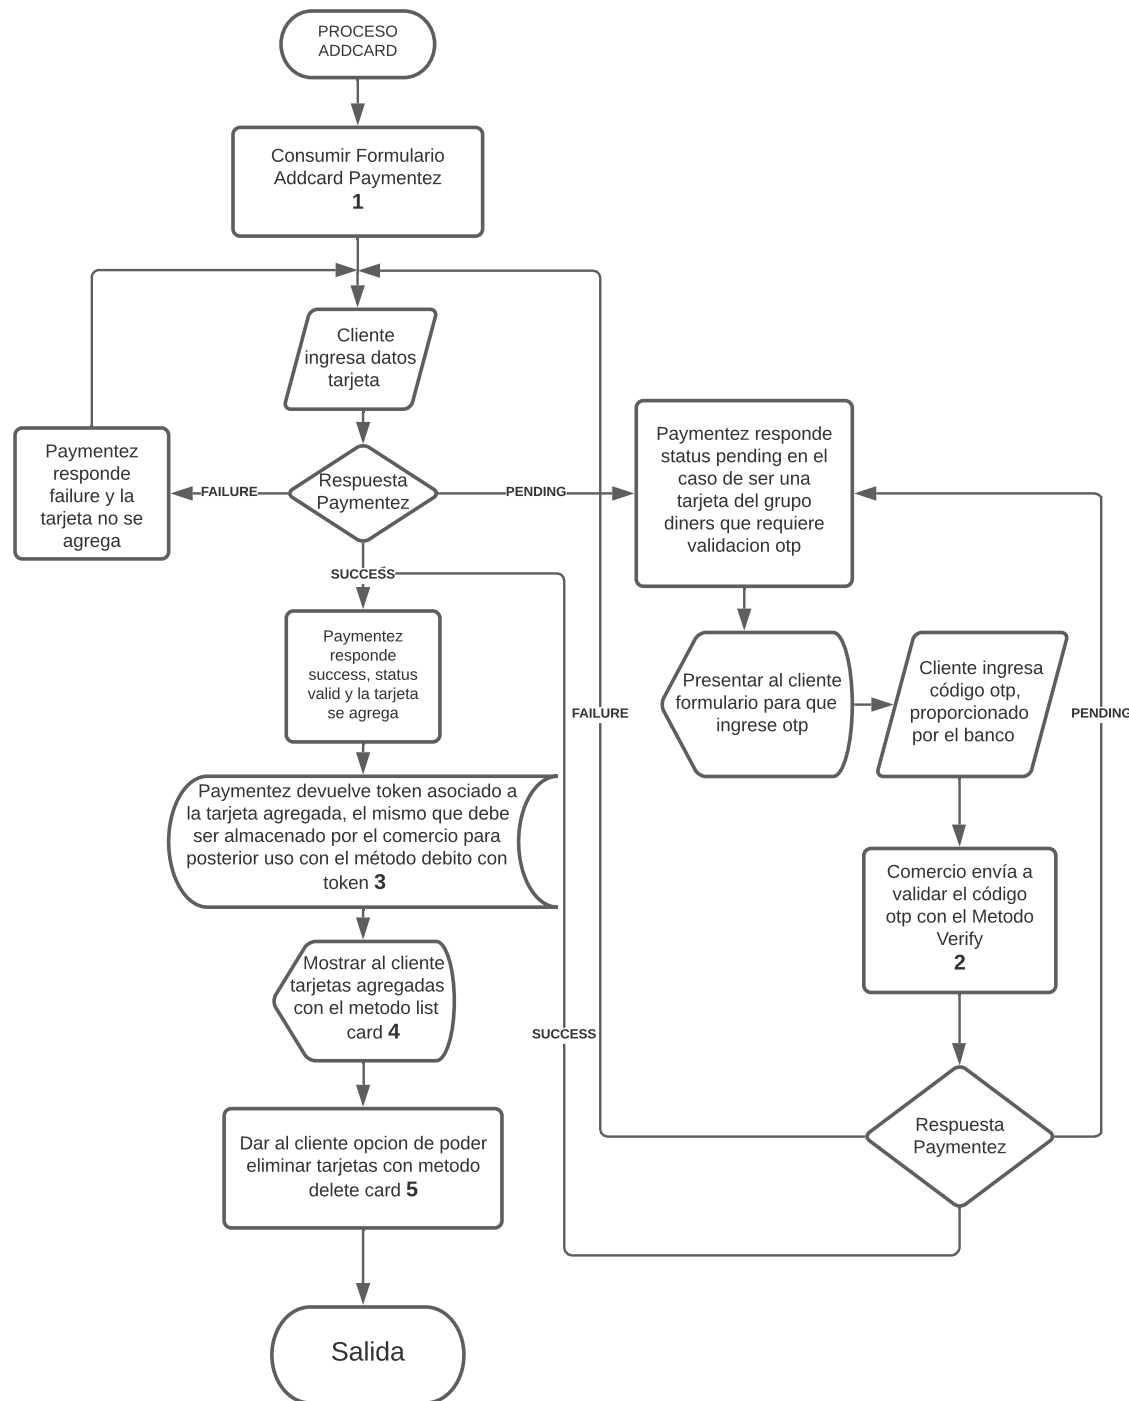 PROCESO
ADDCARD
Consumir Formulario
Addcard Paymentez
1
Cliente
ingresa datos
tarjeta
Respuesta
Paymentez
FAILURE
Paymentez
responde
failure y la
tarjeta no se
agrega
PENDING
Paymentez responde
status pending en el
caso de ser una
tarjeta del grupo
diners que requiere
validacion otp
SUCCESS
Paymentez
responde
success, status
valid y la tarjeta
se agrega
Presentar al cliente
formulario para que
ingrese otp
Cliente ingresa
código otp,
proporcionado
por el banco
FAILURE
PENDING
Paymentez devuelve token asociado a
la tarjeta agregada, el mismo que debe
ser almacenado por el comercio para
posterior uso con el método debito con
token 3
Comercio envía a
validar el código
otp con el Metodo
Verify
2
Mostrar al cliente
tarjetas agregadas
con el metodo list
card 4
SUCCESS
Respuesta
Paymentez
Dar al cliente opcion de poder
eliminar tarjetas con metodo
delete card 5
Salida